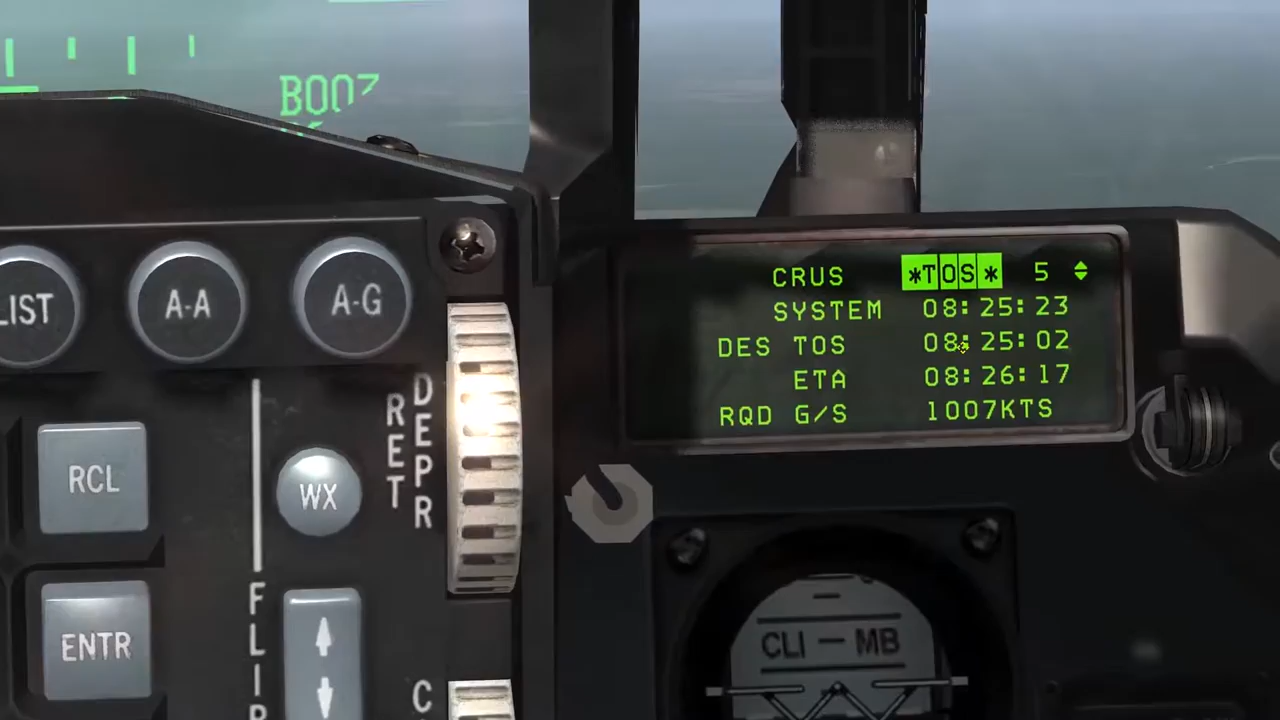 B007
LIST
A-A
A-G
CRUS *TOS* 5
SYSTEM 08:25:23
DES TOS 08:25:02
ETA 08:26:17
RQD G/S 1007KTS
RCL
WX
RET
DEPR
ENTR
FLIR
CLI — MB